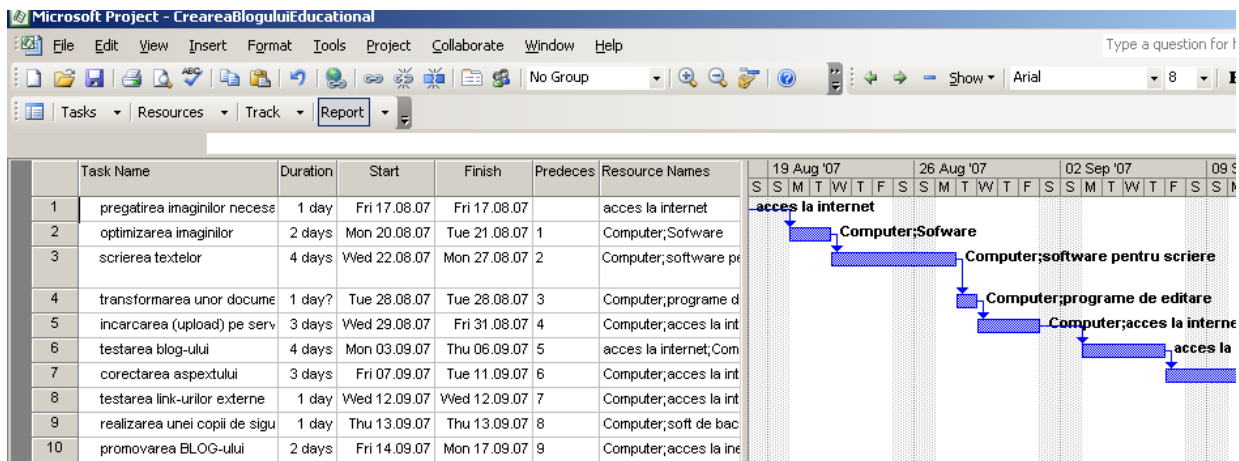 Microsoft Project - CreareaBloguluiEducational
File Edit View Insert Format Tools Project Collaborate Window Help Type a question for h
ABC No Group Show Arial 8
Tasks Resources Track Report
Task Name Duration Start Finish Predeces Resource Names 19 Aug '07 26 Aug '07 02 Sep '07 09 S
S S M T W T F S S M T W T F S S M T W T F S S M
1 pregatirea imaginilor necesa 1 day Fri 17.08.07 Fri 17.08.07 acces la internet acces la internet
2 optimizarea imaginilor 2 days Mon 20.08.07 Tue 21.08.07 1 Computer;Sofware Computer;Sofware
3 scrierea textelor 4 days Wed 22.08.07 Mon 27.08.07 2 Computer;software pe Computer;software pentru scriere
4 transformarea unor docume 1 day? Tue 28.08.07 Tue 28.08.07 3 Computer;programe d Computer;programe de editare
5 incarcarea (upload) pe serv 3 days Wed 29.08.07 Fri 31.08.07 4 Computer;acces la int Computer;acces la interne
6 testarea blog-ului 4 days Mon 03.09.07 Thu 06.09.07 5 acces la internet;Com acces la
7 corectarea aspextului 3 days Fri 07.09.07 Tue 11.09.07 6 Computer;acces la int
8 testarea link-urilor externe 1 day Wed 12.09.07 Wed 12.09.07 7 Computer;acces la int
9 realizarea unei copii de sigu 1 day Thu 13.09.07 Thu 13.09.07 8 Computer;soft de bac
10 promovarea BLOG-ului 2 days Fri 14.09.07 Mon 17.09.07 9 Computer;acces la ine